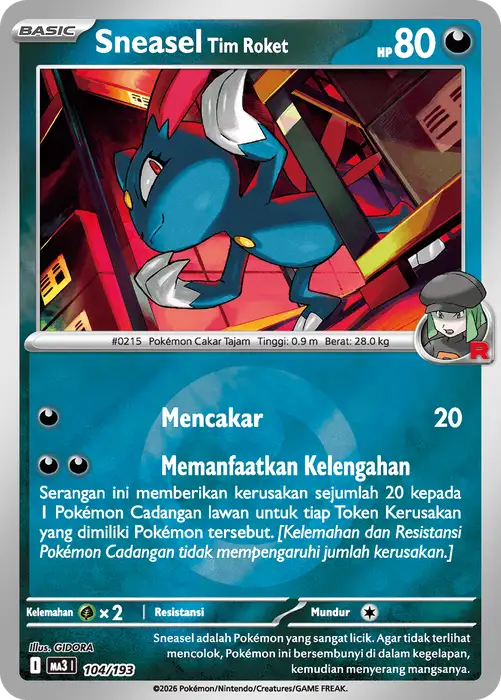 BASIC
Sneasel Tim Roket
HP 80
#0215 Pokémon Cakar Tajam Tinggi: 0.9 m Berat: 28.0 kg
R
Mencakar 20
Memanfaatkan Kelengahan
Serangan ini memberikan kerusakan sejumlah 20 kepada
1 Pokémon Cadangan lawan untuk tiap Token Kerusakan
yang dimiliki Pokémon tersebut. [Kelemahan dan Resistansi
Pokémon Cadangan tidak mempengaruhi jumlah kerusakan.]
Kelemahan ×2 Resistansi Mundur
Illus. GIDORA
I MA3 I 104/193
Sneasel adalah Pokémon yang sangat licik. Agar tidak terlihat
mencolok, Pokémon ini bersembunyi di dalam kegelapan,
kemudian menyerang mangsanya.
©2026 Pokémon/Nintendo/Creatures/GAME FREAK.